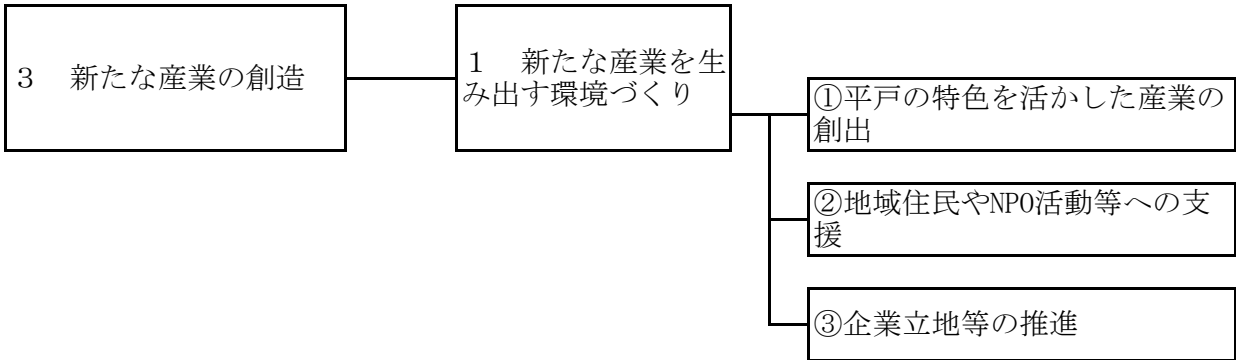 ３　新たな産業の創造
１　新たな産業を生
み出す環境づくり
①平戸の特色を活かした産業の
創出
②地域住民やNPO活動等への支
援
③企業立地等の推進